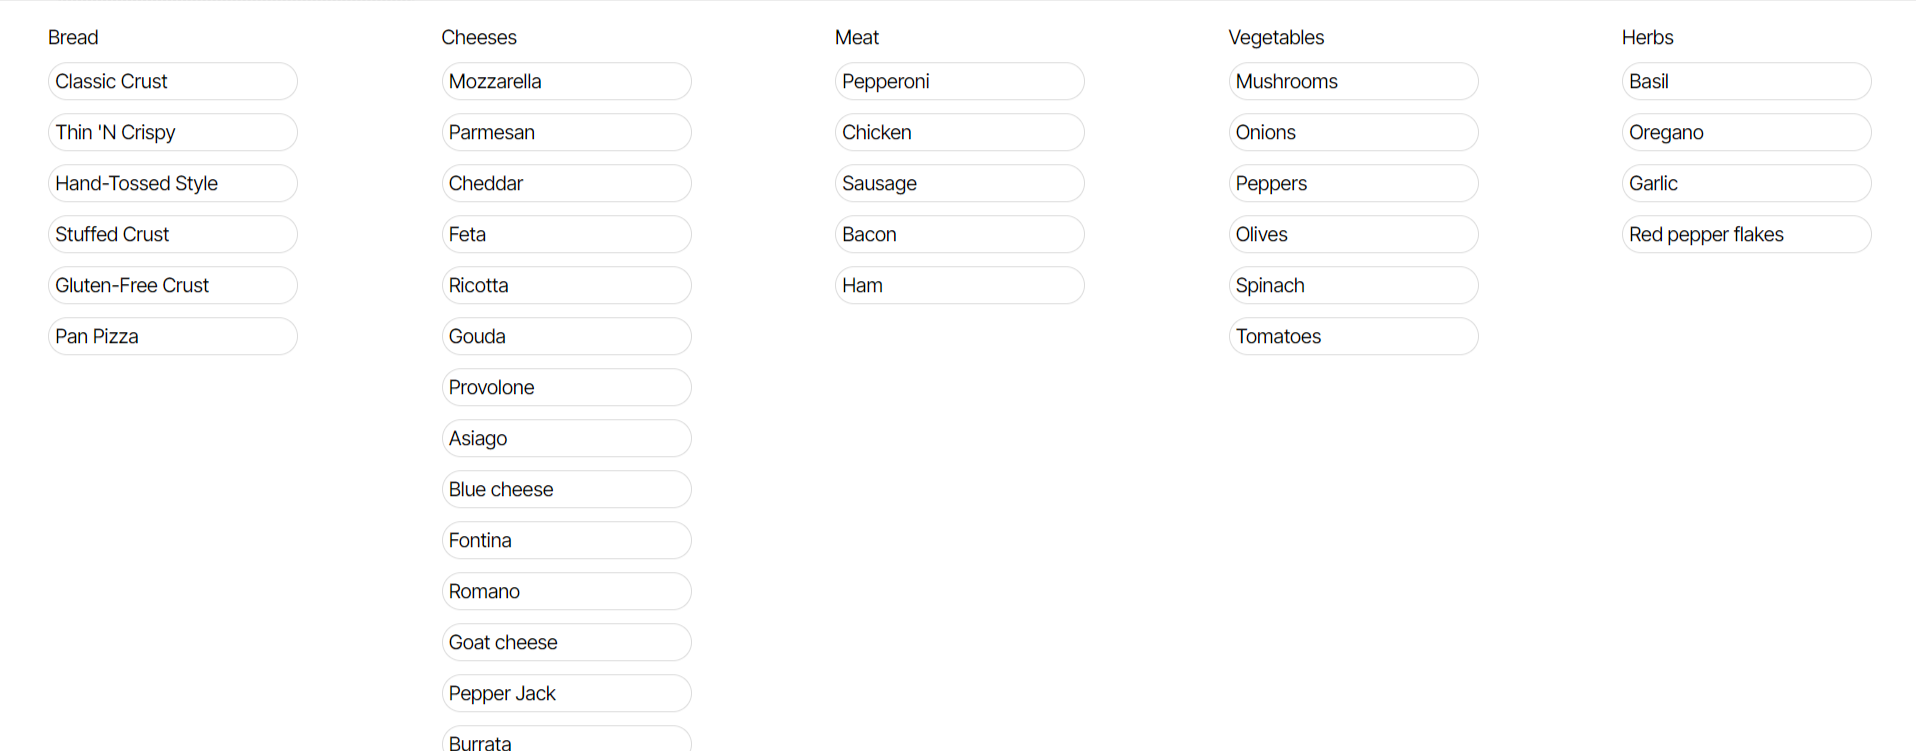 Bread
Classic Crust
Thin 'N Crispy
Hand-Tossed Style
Stuffed Crust
Gluten-Free Crust
Pan Pizza
Cheeses
Mozzarella
Parmesan
Cheddar
Feta
Ricotta
Gouda
Provolone
Asiago
Blue cheese
Fontina
Romano
Goat cheese
Pepper Jack
Burrata
Meat
Pepperoni
Chicken
Sausage
Bacon
Ham
Vegetables
Mushrooms
Onions
Peppers
Olives
Spinach
Tomatoes
Herbs
Basil
Oregano
Garlic
Red pepper flakes